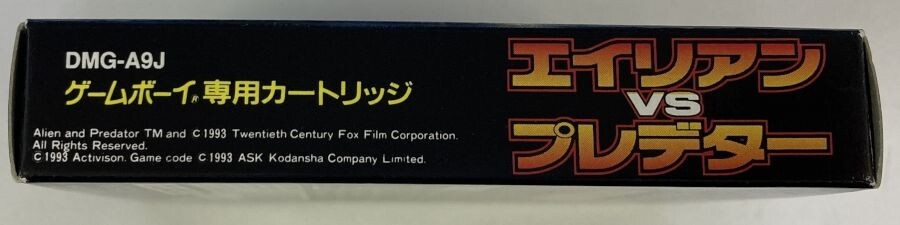 DMG-A9J
ゲームボーイ®専用カートリッジ
Alien and Predator TM and © 1993 Twentieth Century Fox Film Corporation.
All Rights Reserved.
© 1993 Activison. Game code © 1993 ASK Kodansha Company Limited.
エイリアン
VS
プレデター